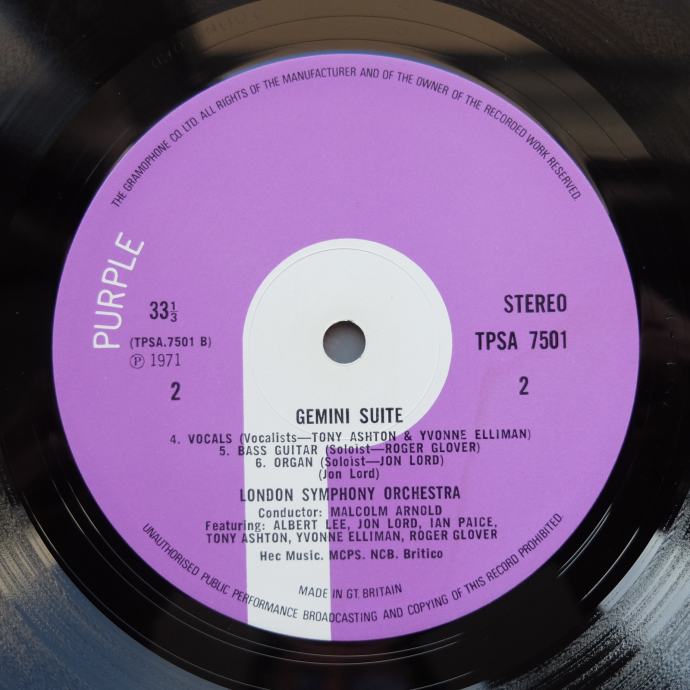 THE GRAMOPHONE CO. LTD. ALL RIGHTS OF THE MANUFACTURER AND OF THE OWNER OF THE RECORDED WORK RESERVED.
PURPLE
33⅓
STEREO
(TPSA.7501 B)
TPSA 7501
Ⓟ 1971
2
2
GEMINI SUITE
4. VOCALS (Vocalists—TONY ASHTON & YVONNE ELLIMAN)
5. BASS GUITAR (Soloist—ROGER GLOVER)
6. ORGAN (Soloist—JON LORD)
(Jon Lord)
LONDON SYMPHONY ORCHESTRA
Conductor: MALCOLM ARNOLD
Featuring: ALBERT LEE, JON LORD, IAN PAICE,
TONY ASHTON, YVONNE ELLIMAN, ROGER GLOVER
Hec Music. MCPS. NCB. Britico
MADE IN GT. BRITAIN
UNAUTHORISED PUBLIC PERFORMANCE BROADCASTING AND COPYING OF THIS RECORD PROHIBITED.